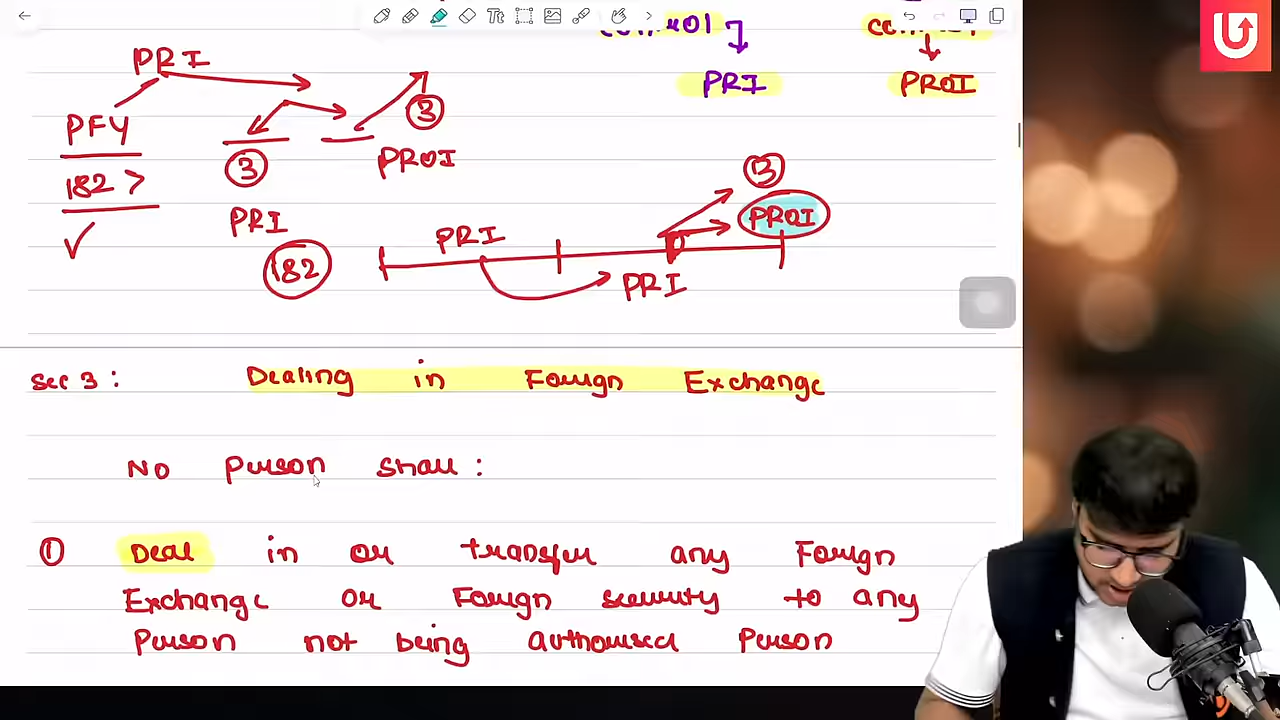 PRI
PFY
182 >
3
PRI
182
3
PROI
PRI
PROI
PRI
PRI
3
PROI
Sec 3 : Dealing in Foreign Exchange
No Person shall :
① Deal in or transfer any Foreign
Exchange or Foreign security to any
Person not being authorised Person